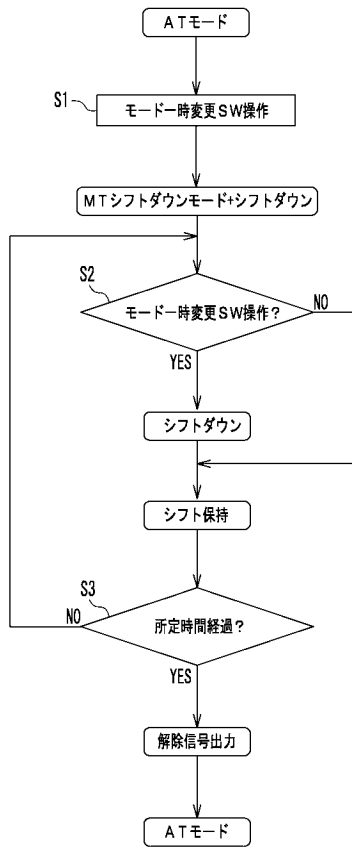 ATモード
S1
モード一時変更SW操作
MTシフトダウンモード+シフトダウン
S2
モード一時変更SW操作?
NO
YES
シフトダウン
シフト保持
S3
所定時間経過?
NO
YES
解除信号出力
ATモード